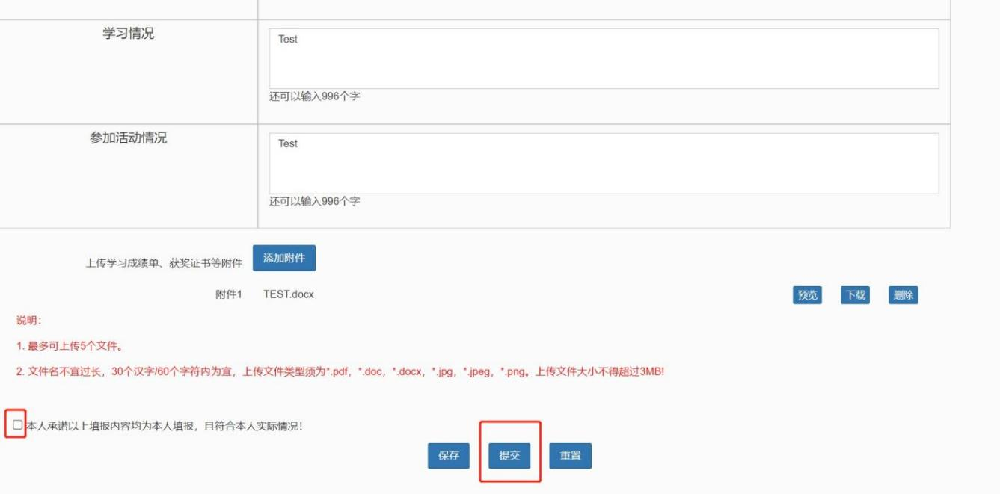 学习情况
Test
还可以输入996个字
参加活动情况
Test
还可以输入996个字
上传学习成绩单、获奖证书等附件 添加附件
附件1 TEST.docx 预览 下载 删除
说明：
1. 最多可上传5个文件。
2. 文件名不宜过长，30个汉字/60个字符内为宜，上传文件类型须为*.pdf，*.doc，*.docx，*.jpg，*.jpeg，*.png。上传文件大小不得超过3MB!
本人承诺以上填报内容均为本人填报，且符合本人实际情况！
保存 提交 重置